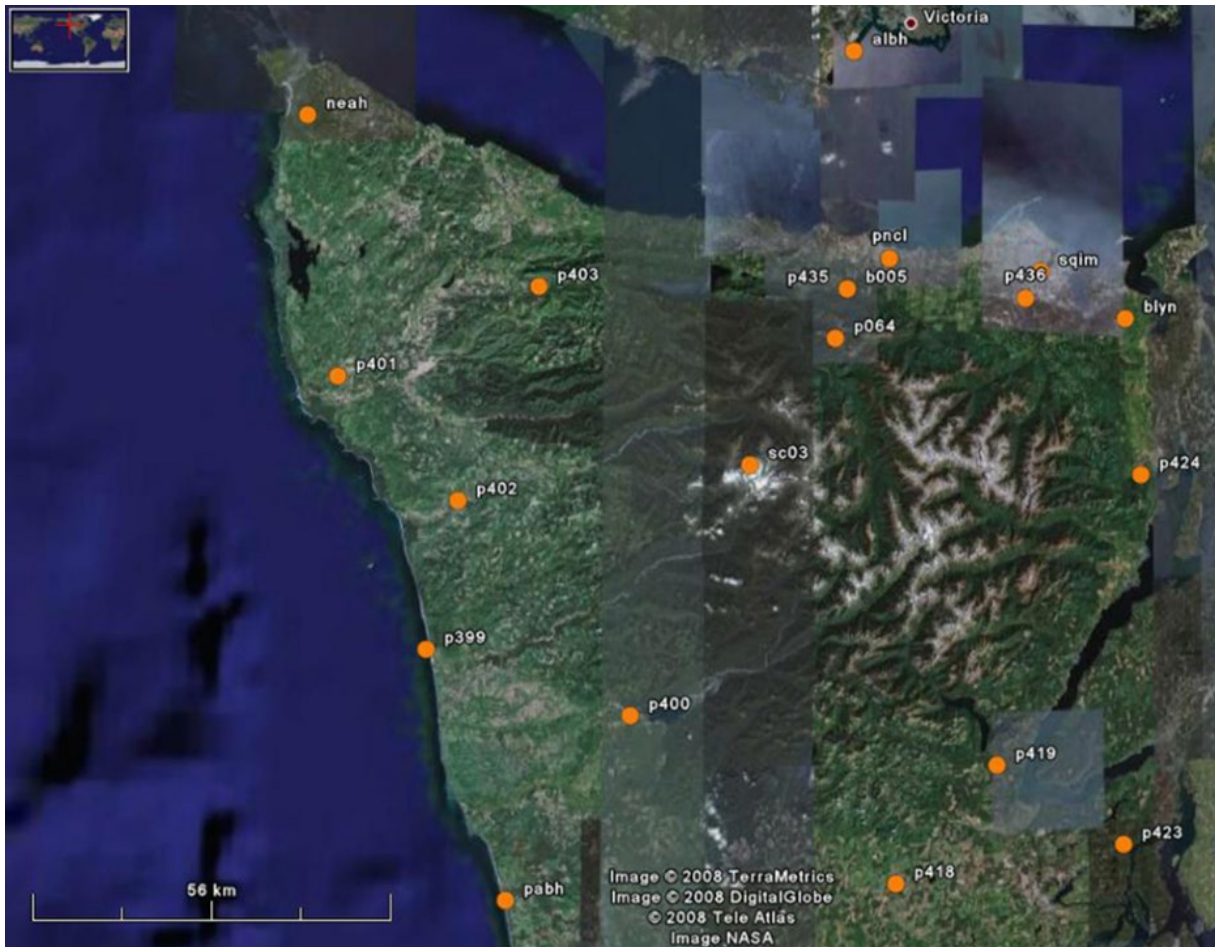 Victoria
albh
neah
pncl
sqim
p403
p435
b005
p436
blyn
p064
p401
sc03
p424
p402
p399
p400
p419
p423
56 km
Image © 2008 TerraMetrics
p418
Image © 2008 DigitalGlobe
pabh
© 2008 Tele Atlas
Image NASA